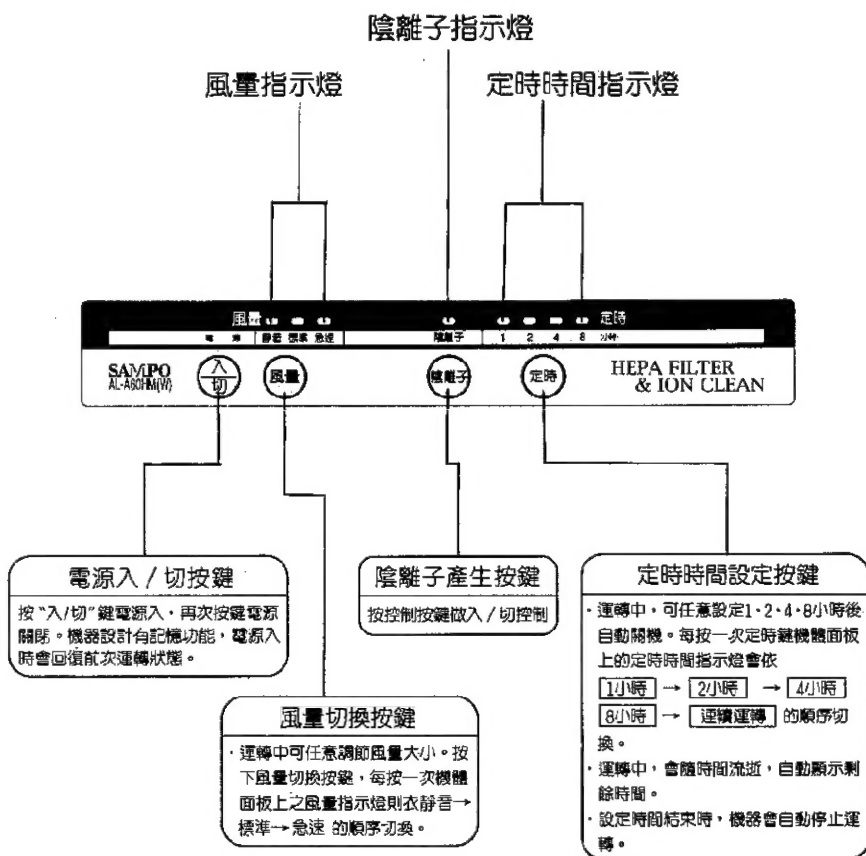 陰離子指示燈
風量指示燈
定時時間指示燈
風量
定時
靜音 標準 急速
陰離子
1 2 4 8 小時
SAMPO
AL-A60HM(W)
入
切
風量
陰離子
定時
HEPA FILTER
& ION CLEAN
電源入/切按鍵
按“入/切”鍵電源入,再次按鍵電源
關閉。機器設計有記憶功能,電源入
時會回復前次運轉狀態。
陰離子產生按鍵
按控制按鍵做入/切控制
定時時間設定按鍵
·運轉中,可任意設定1、2、4、8小時後
自動關機。每按一次定時鍵機體面板
上的定時時間指示燈會依
1小時 → 2小時 → 4小時
8小時 → 連續運轉 的順序切
換。
·運轉中,會隨時間流逝,自動顯示剩
餘時間。
·設定時間結束時,機器會自動停止運
轉。
風量切換按鍵
·運轉中可任意調節風量大小。按
下風量切換按鍵,每按一次機體
面板上之風量指示燈則衣靜音→
標準→急速 的順序切換。